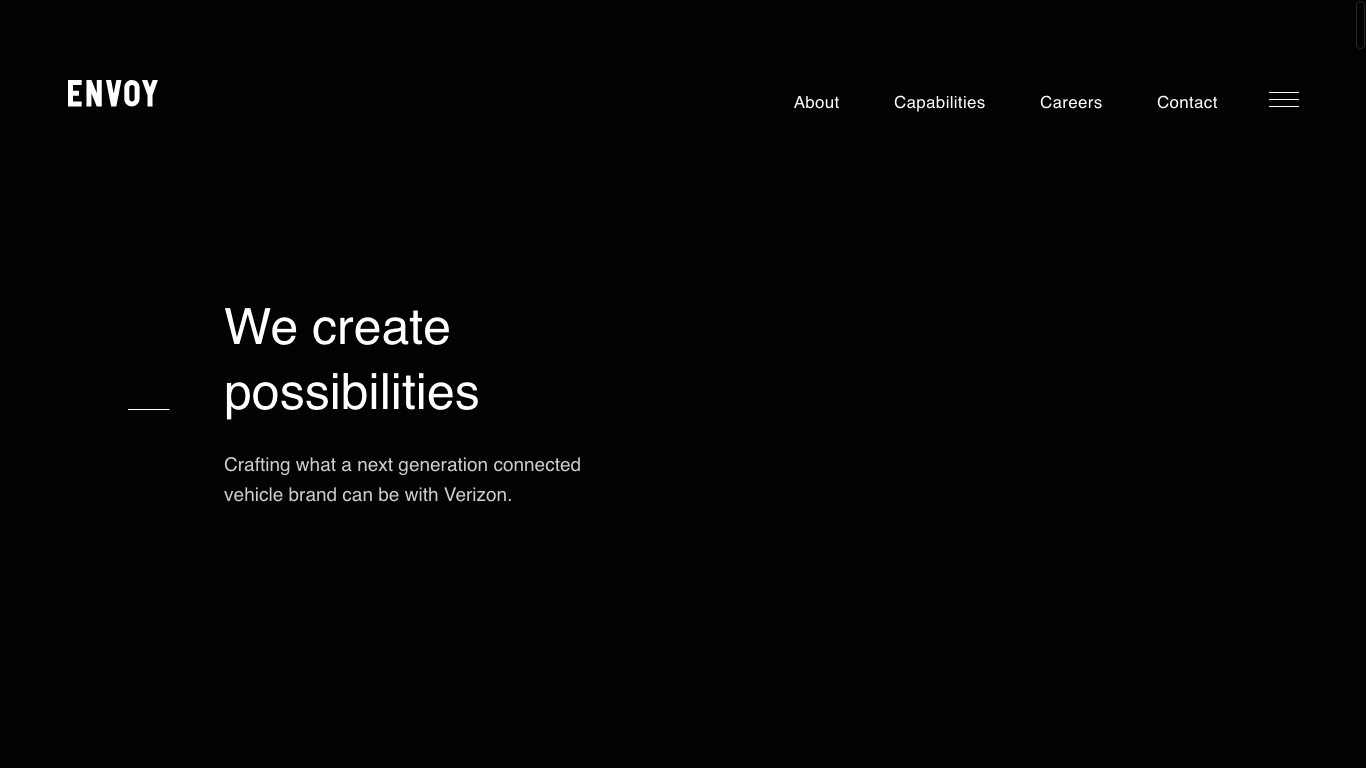 ENVOY
About
Capabilities
Careers
Contact
We create
possibilities
Crafting what a next generation connected
vehicle brand can be with Verizon.